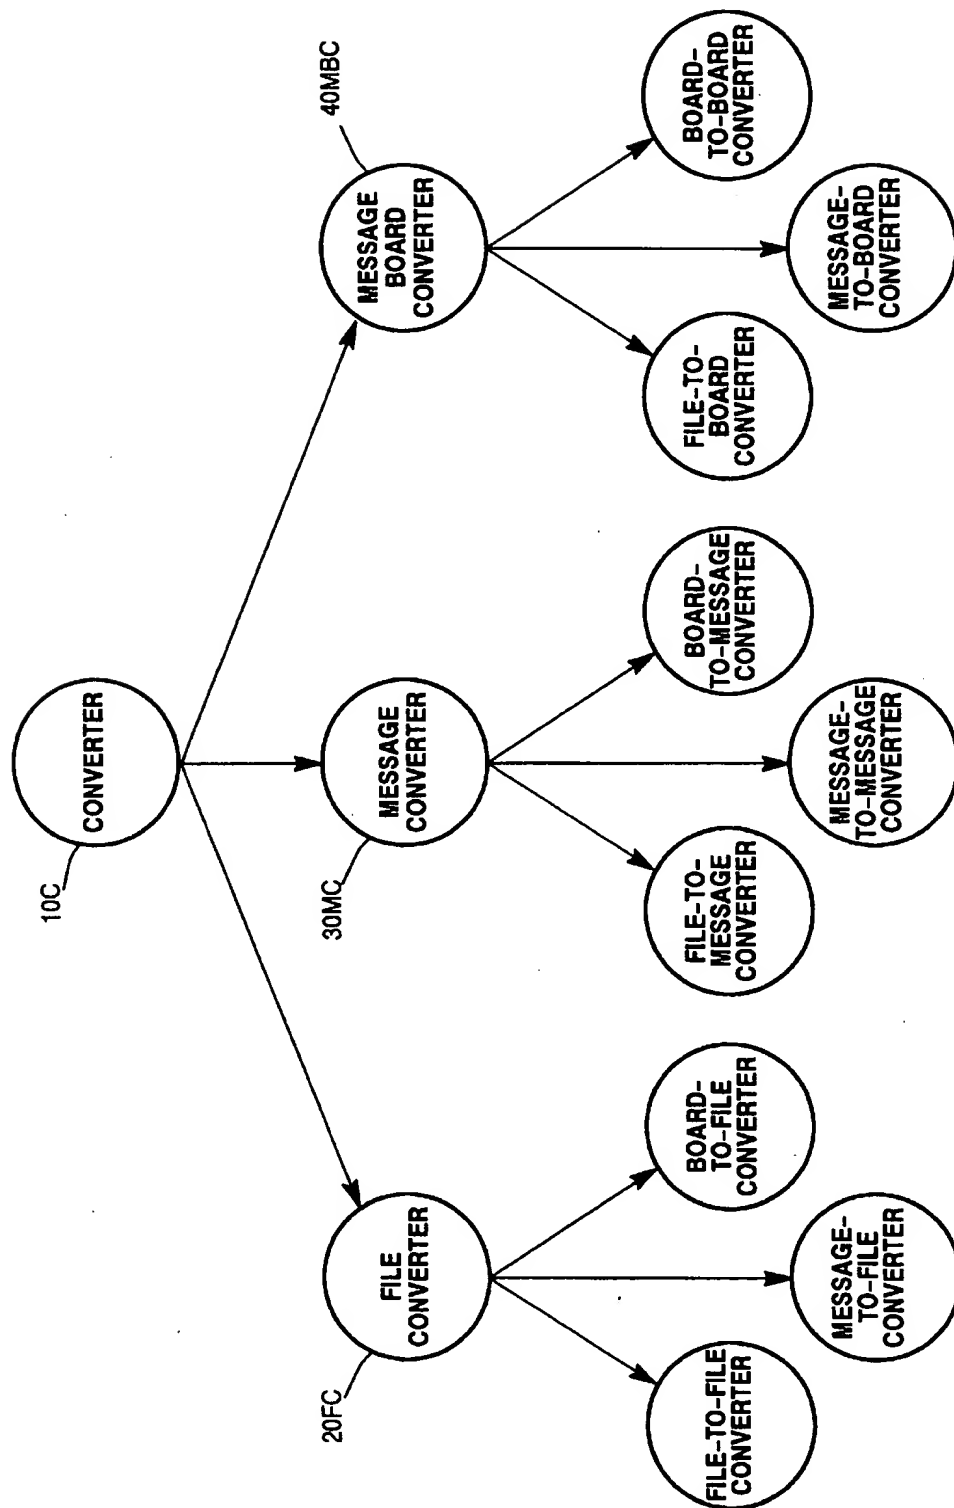 10C
CONVERTER
20FC
FILE
CONVERTER
30MC
MESSAGE
CONVERTER
40MBC
MESSAGE
BOARD
CONVERTER
FILE-TO-FILE
CONVERTER
MESSAGE-
TO-FILE
CONVERTER
BOARD-
TO-FILE
CONVERTER
FILE-TO-
MESSAGE
CONVERTER
MESSAGE-
TO-MESSAGE
CONVERTER
BOARD-
TO-MESSAGE
CONVERTER
FILE-TO-
BOARD
CONVERTER
MESSAGE-
TO-BOARD
CONVERTER
BOARD-
TO-BOARD
CONVERTER